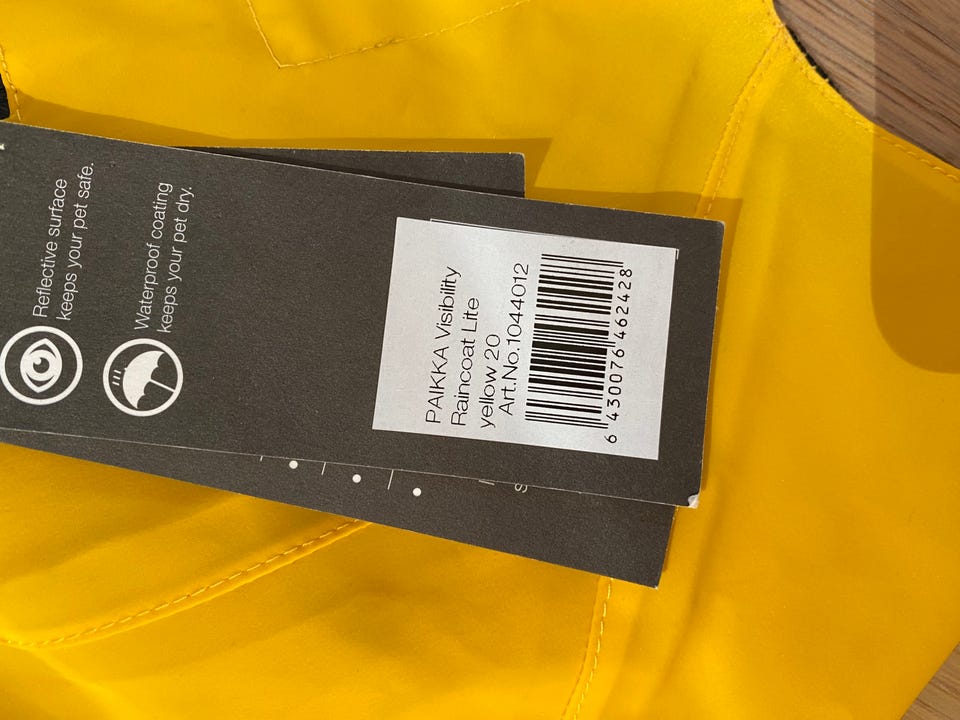 Reflective surface
keeps your pet safe.
Waterproof coating
keeps your pet dry.
PAIKKA Visibility
Raincoat Lite
yellow 20
Art.No.1044012
6 430076 462428